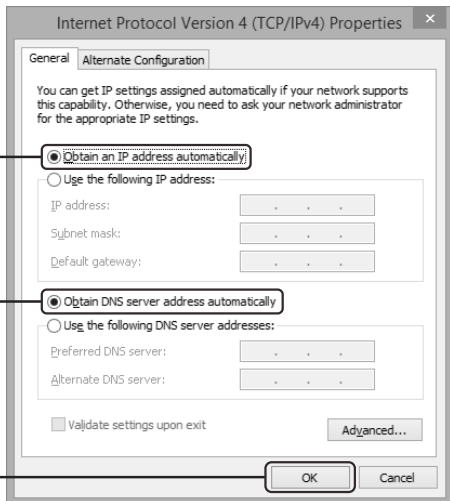 Internet Protocol Version 4 (TCP/IPv4) Properties
General
Alternate Configuration
You can get IP settings assigned automatically if your network supports
this capability. Otherwise, you need to ask your network administrator
for the appropriate IP settings.
Obtain an IP address automatically
Use the following IP address:
IP address:
Subnet mask:
Default gateway:
Obtain DNS server address automatically
Use the following DNS server addresses:
Preferred DNS server:
Alternate DNS server:
Validate settings upon exit
Advanced...
OK
Cancel